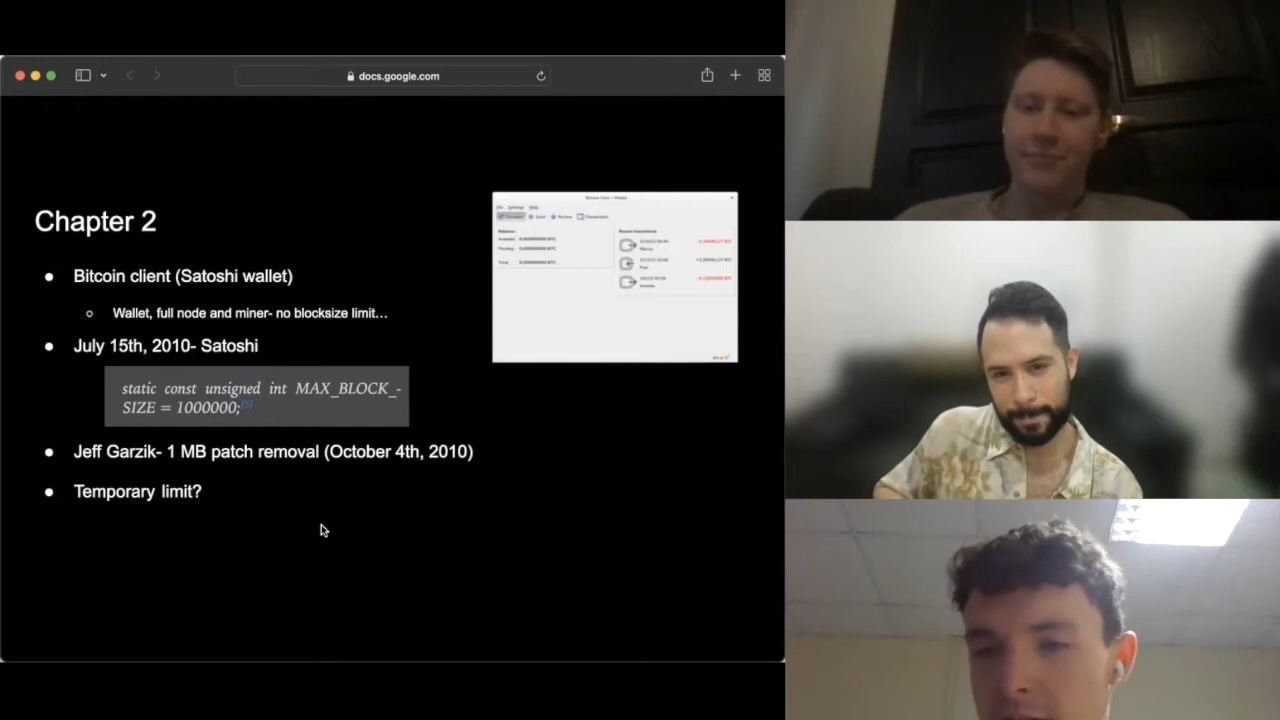 docs.google.com
Chapter 2
Bitcoin client (Satoshi wallet)
Wallet, full node and miner- no blocksize limit...
July 15th, 2010- Satoshi
static const unsigned int MAX_BLOCK_-
SIZE = 1000000;[5]
Jeff Garzik- 1 MB patch removal (October 4th, 2010)
Temporary limit?